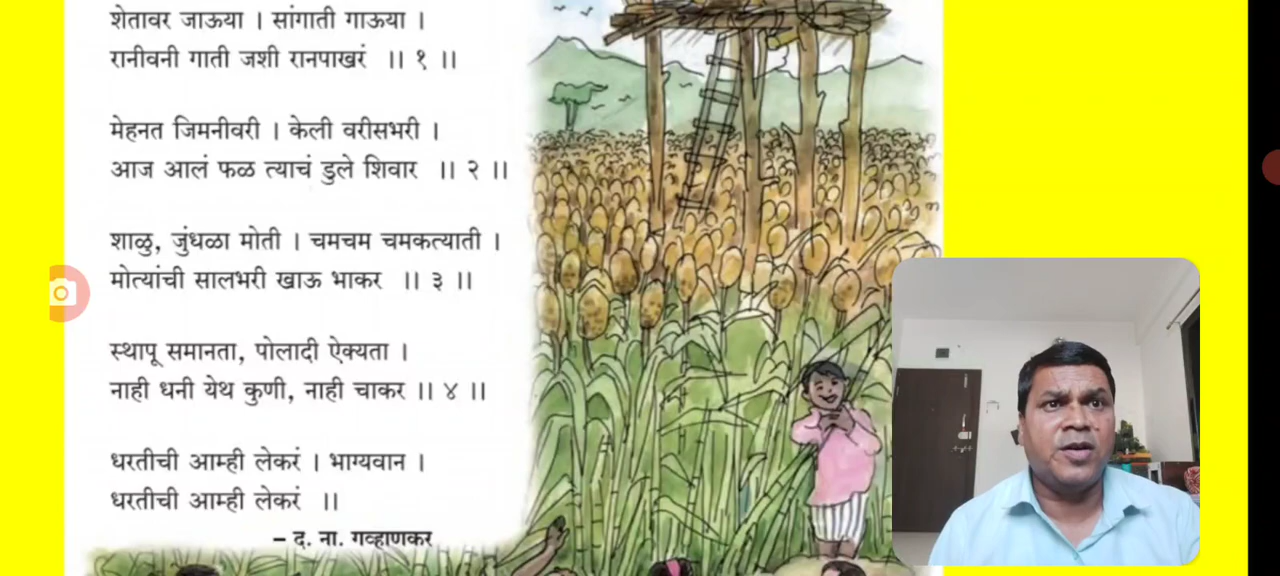 शेतावर जाऊया । सांगाती गाऊया ।
रानीवनी गाती जशी रानपाखरं ॥ १ ॥
मेहनत जिमनीवरी । केली वरीसभरी ।
आज आलं फळ त्याचं डुले शिवार ॥ २ ॥
शाळु, जुंधळा मोती । चमचम चमकत्याती ।
मोत्यांची सालभरी खाऊ भाकर ॥ ३ ॥
स्थापू समानता, पोलादी ऐक्यता ।
नाही धनी येथ कुणी, नाही चाकर ॥ ४ ॥
धरतीची आम्ही लेकरं । भाग्यवान ।
धरतीची आम्ही लेकरं ॥
– द. ना. गव्हाणकर